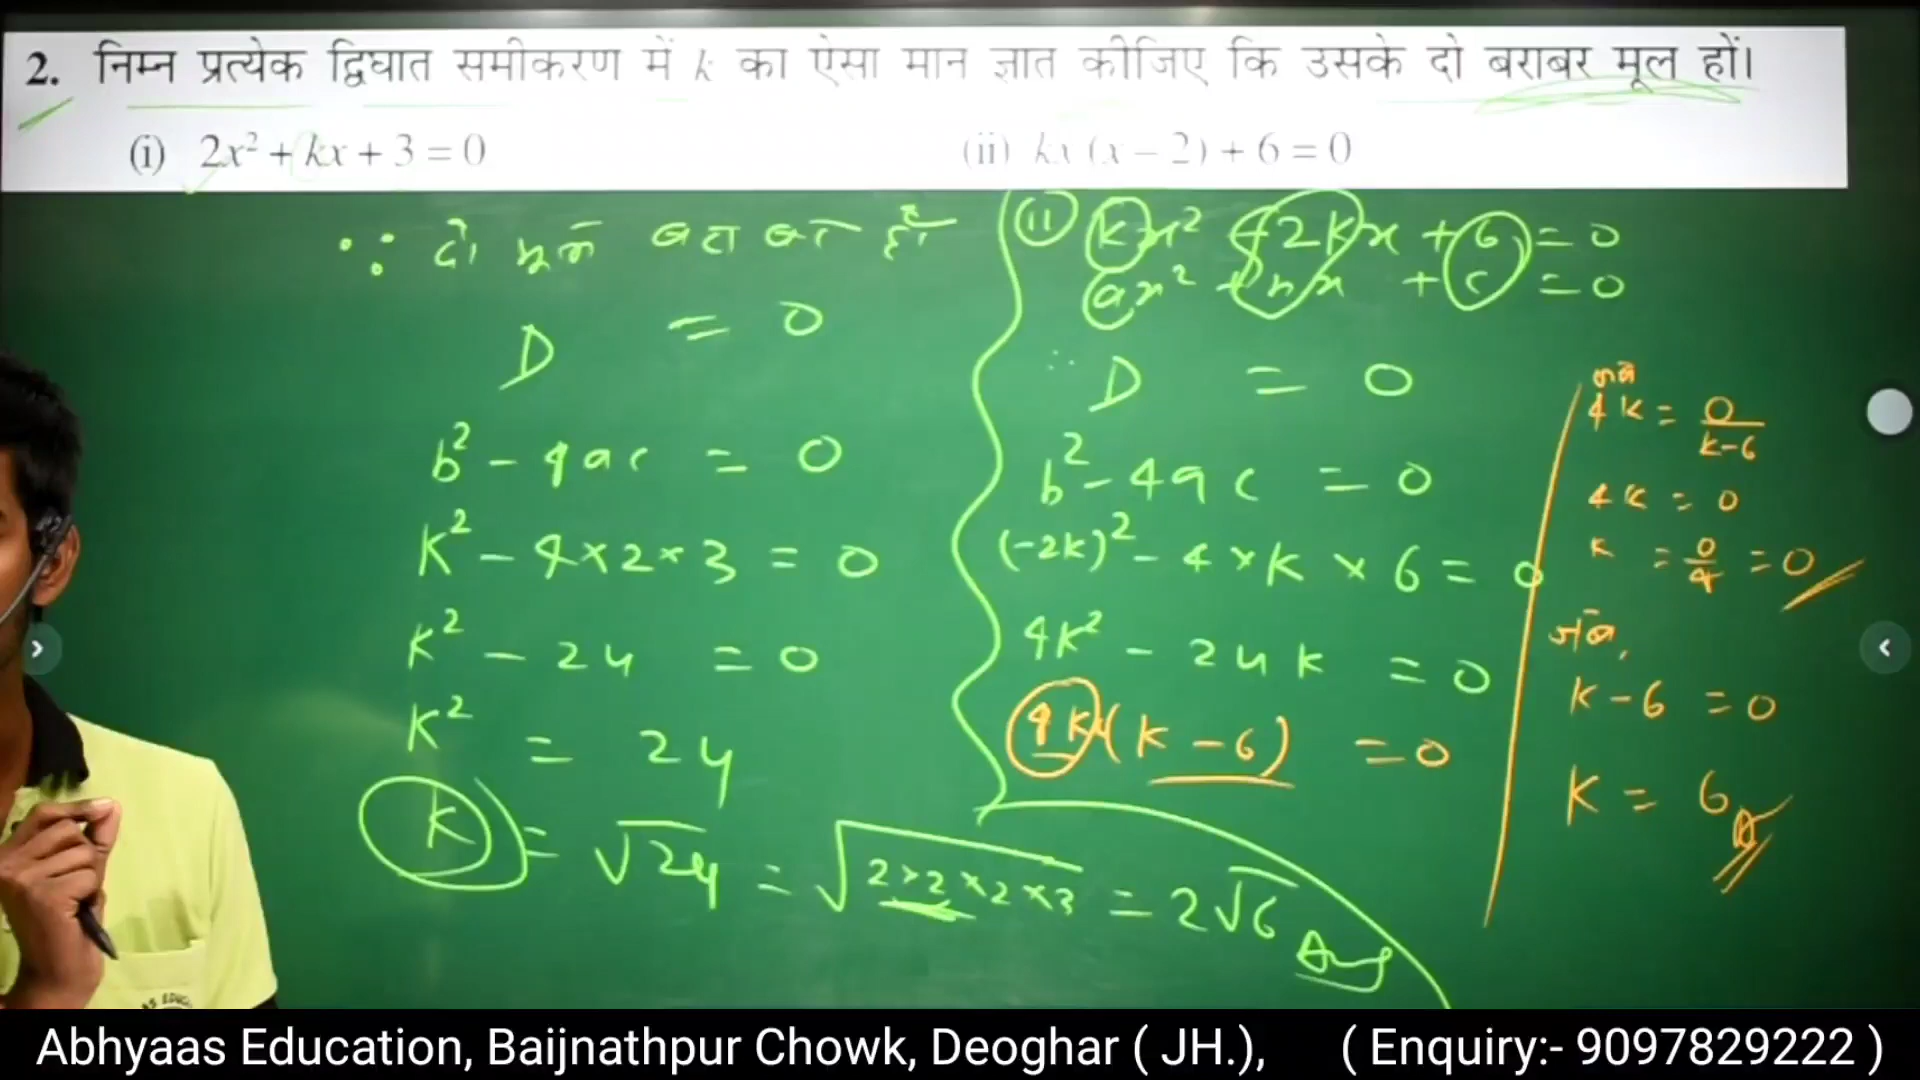 2. निम्न प्रत्येक द्विघात समीकरण में k का ऐसा मान ज्ञात कीजिए कि उसके दो बराबर मूल हों।
(i) 2x² + kx + 3 = 0
(ii) kx (x – 2) + 6 = 0
∵ दो मूल बराबर हैं
D = 0
b² - 4ac = 0
K² - 4×2×3 = 0
K² - 24 = 0
K² = 24
K = √24 = √2×2×2×3 = 2√6 Ans
(ii) kx² - 2kx + 6 = 0
ax² + bx + c = 0
∴ D = 0
b² - 4ac = 0
(-2k)² - 4×K×6 = 0
4K² - 24K = 0
4K(K - 6) = 0
4K = 0/K-6
4K = 0
K = 0/4 = 0
जब,
K - 6 = 0
K = 6
AS EDUC
Abhyaas Education, Baijnathpur Chowk, Deoghar ( JH.), ( Enquiry:- 9097829222 )